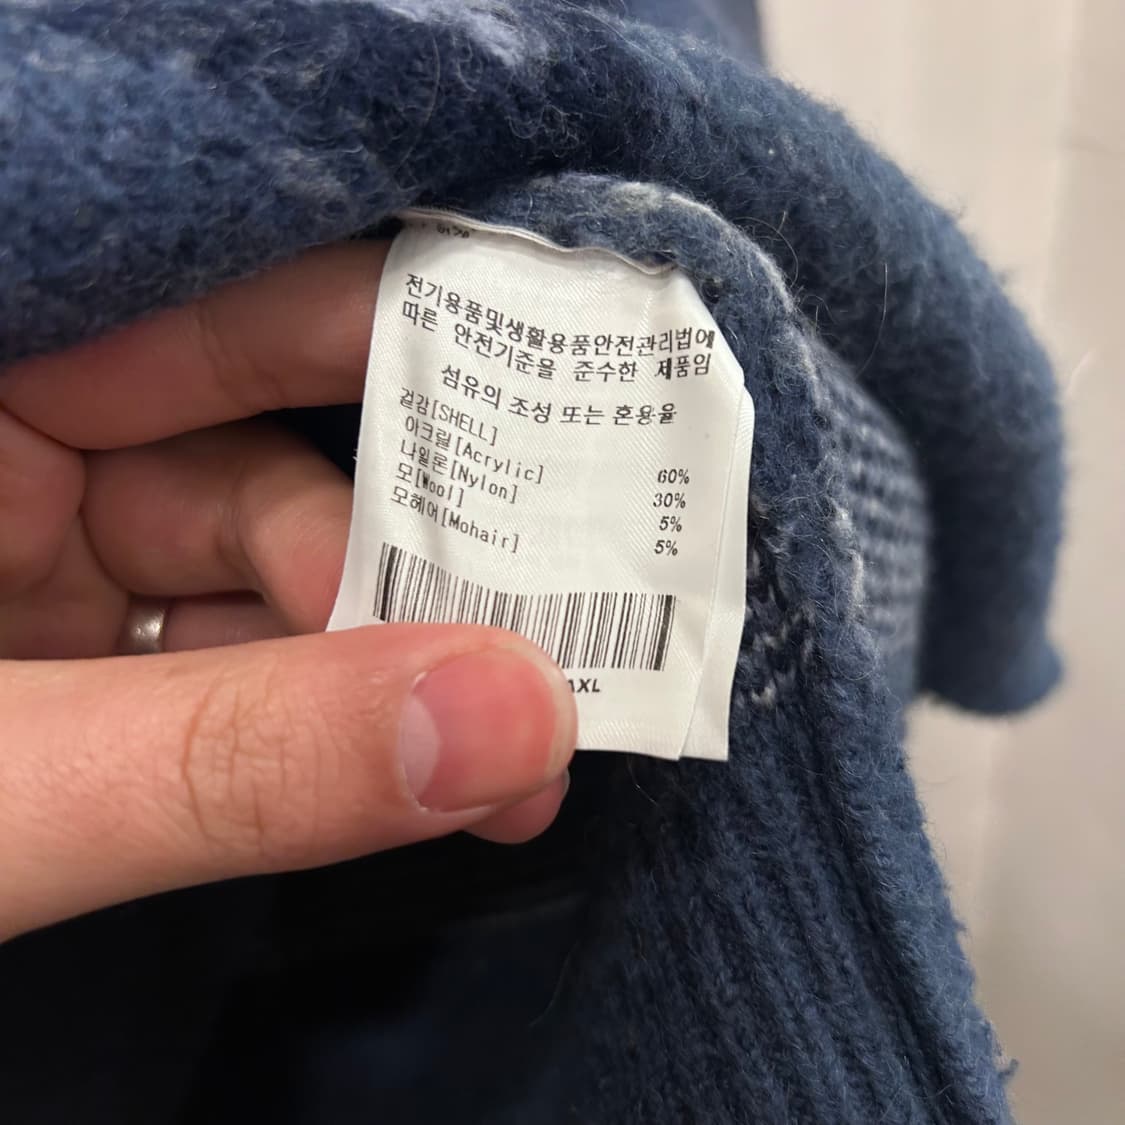 전기용품및생활용품안전관리법에
따른 안전기준을 준수한 제품임
섬유의 조성 또는 혼용율
겉감[SHELL]
아크릴[Acrylic] 60%
나일론[Nylon] 30%
모[Wool] 5%
모헤어[Mohair] 5%